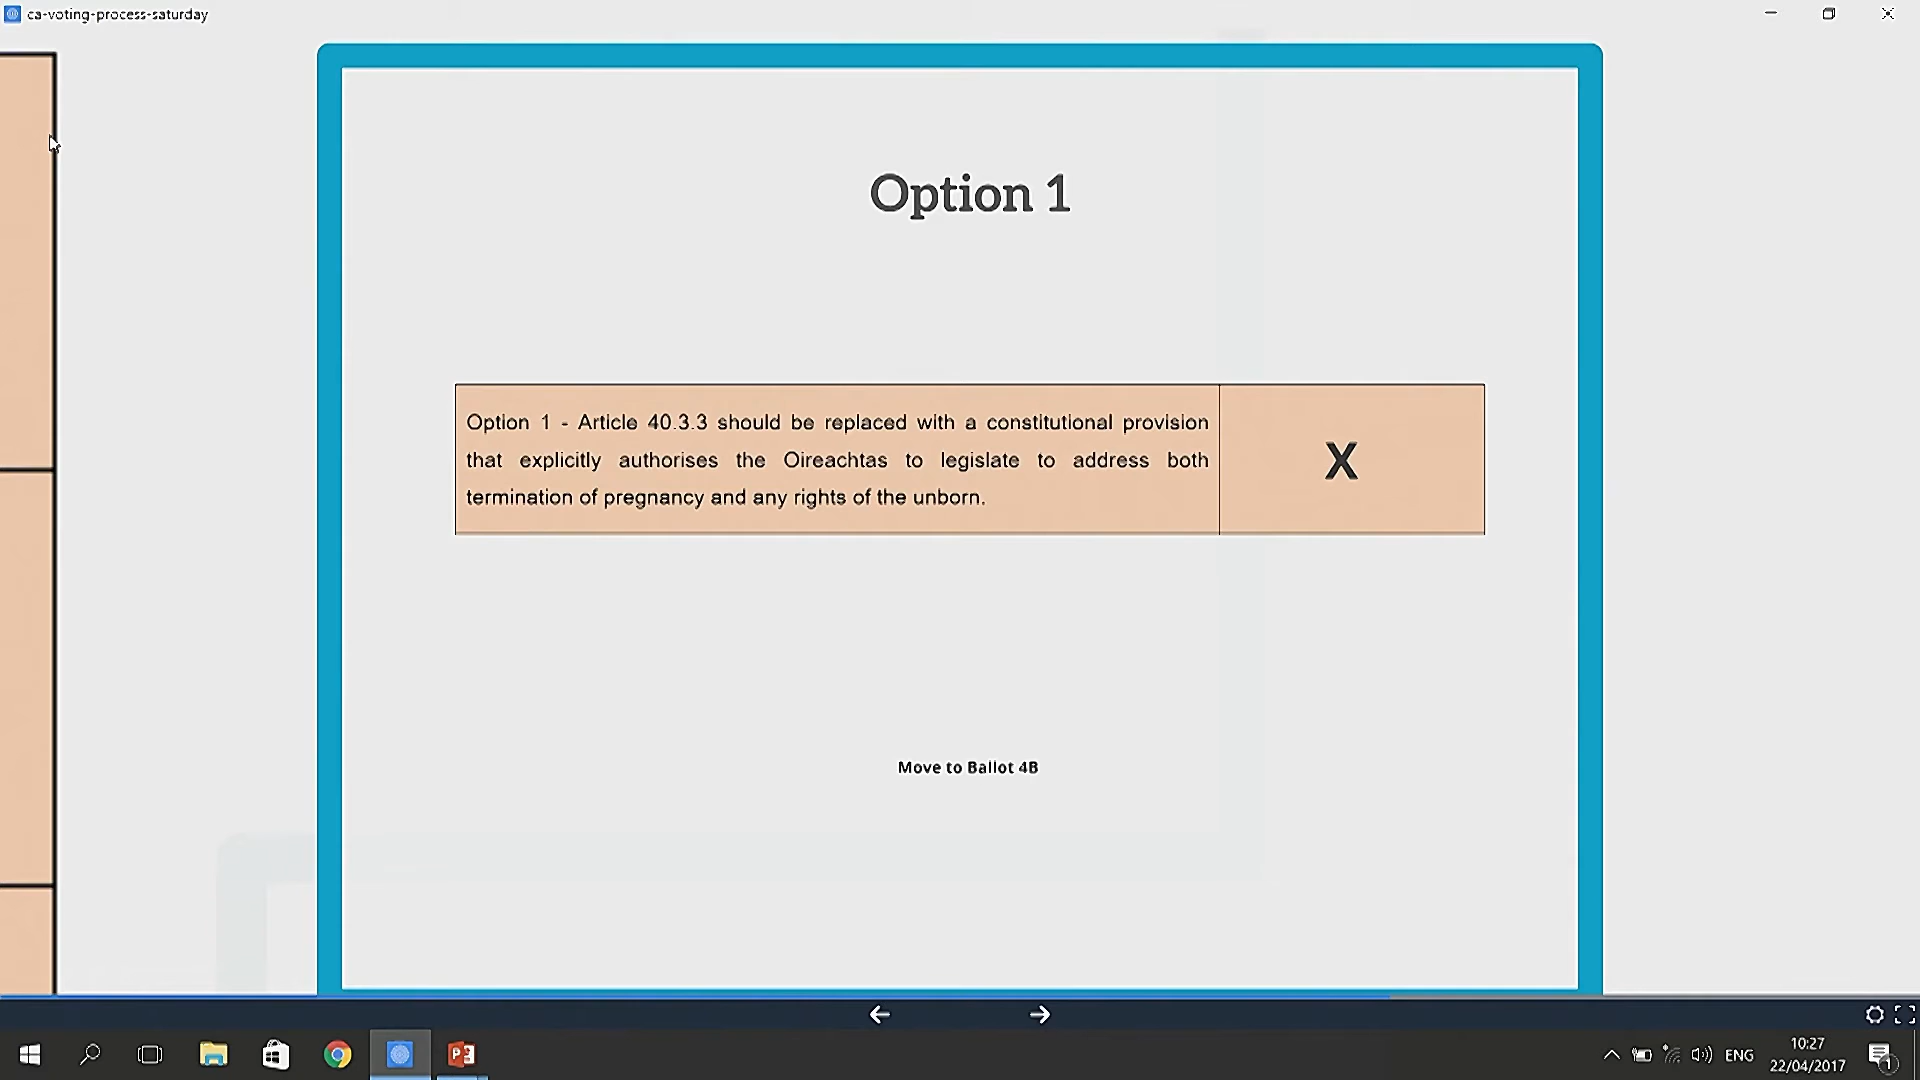 ca-voting-process-saturday
Option 1
Option 1 - Article 40.3.3 should be replaced with a constitutional provision
that explicitly authorises the Oireachtas to legislate to address both
termination of pregnancy and any rights of the unborn.
X
Move to Ballot 4B
ENG
10:27
22/04/2017
1